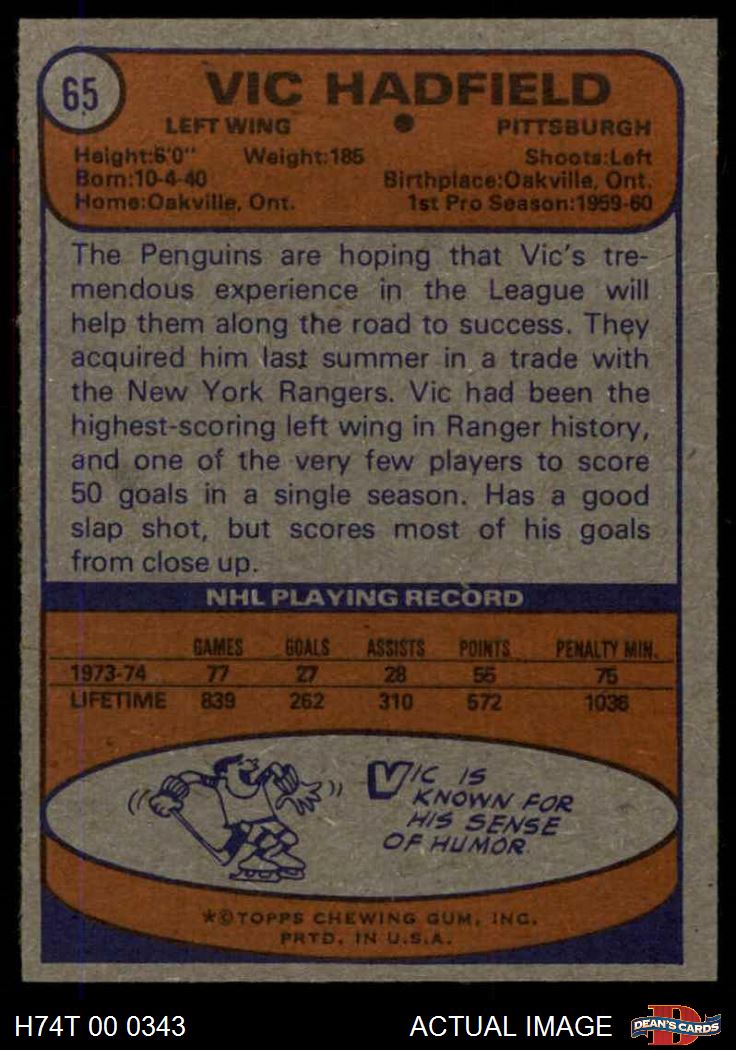 65
VIC HADFIELD
LEFT WING ● PITTSBURGH
Height:6'0" Weight:185 Shoots:Left
Born:10-4-40 Birthplace:Oakville, Ont.
Home:Oakville, Ont. 1st Pro Season:1959-60
The Penguins are hoping that Vic's tre-
mendous experience in the League will
help them along the road to success. They
acquired him last summer in a trade with
the New York Rangers. Vic had been the
highest-scoring left wing in Ranger history,
and one of the very few players to score
50 goals in a single season. Has a good
slap shot, but scores most of his goals
from close up.
NHL PLAYING RECORD
GAMES GOALS ASSISTS POINTS PENALTY MIN.
1973-74 77 27 28 55 75
LIFETIME 839 262 310 572 1036
VIC IS
KNOWN FOR
HIS SENSE
OF HUMOR.
*©TOPPS CHEWING GUM, INC.
PRTD. IN U.S.A.
H74T 00 0343 ACTUAL IMAGE DEAN'S CARDS